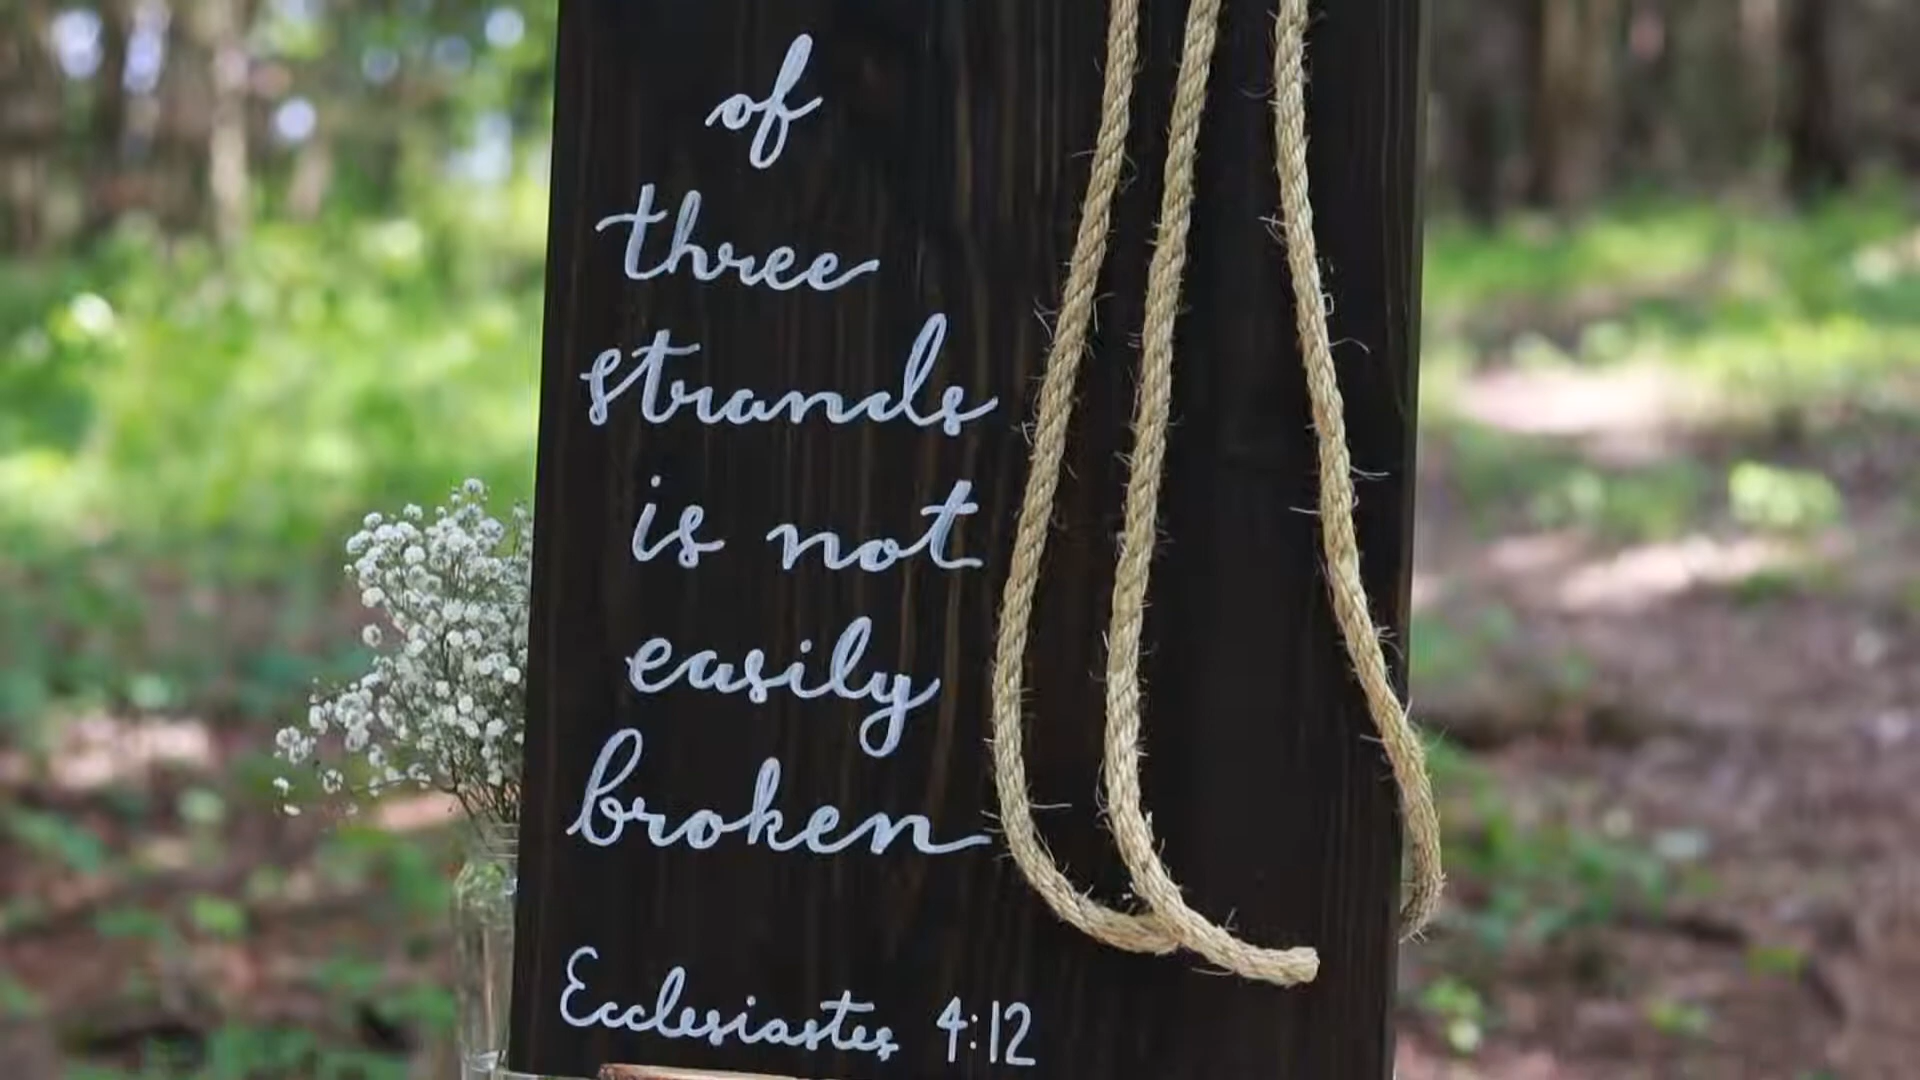 of
three
strands
is not
easily
broken
Ecclesiastes 4:12